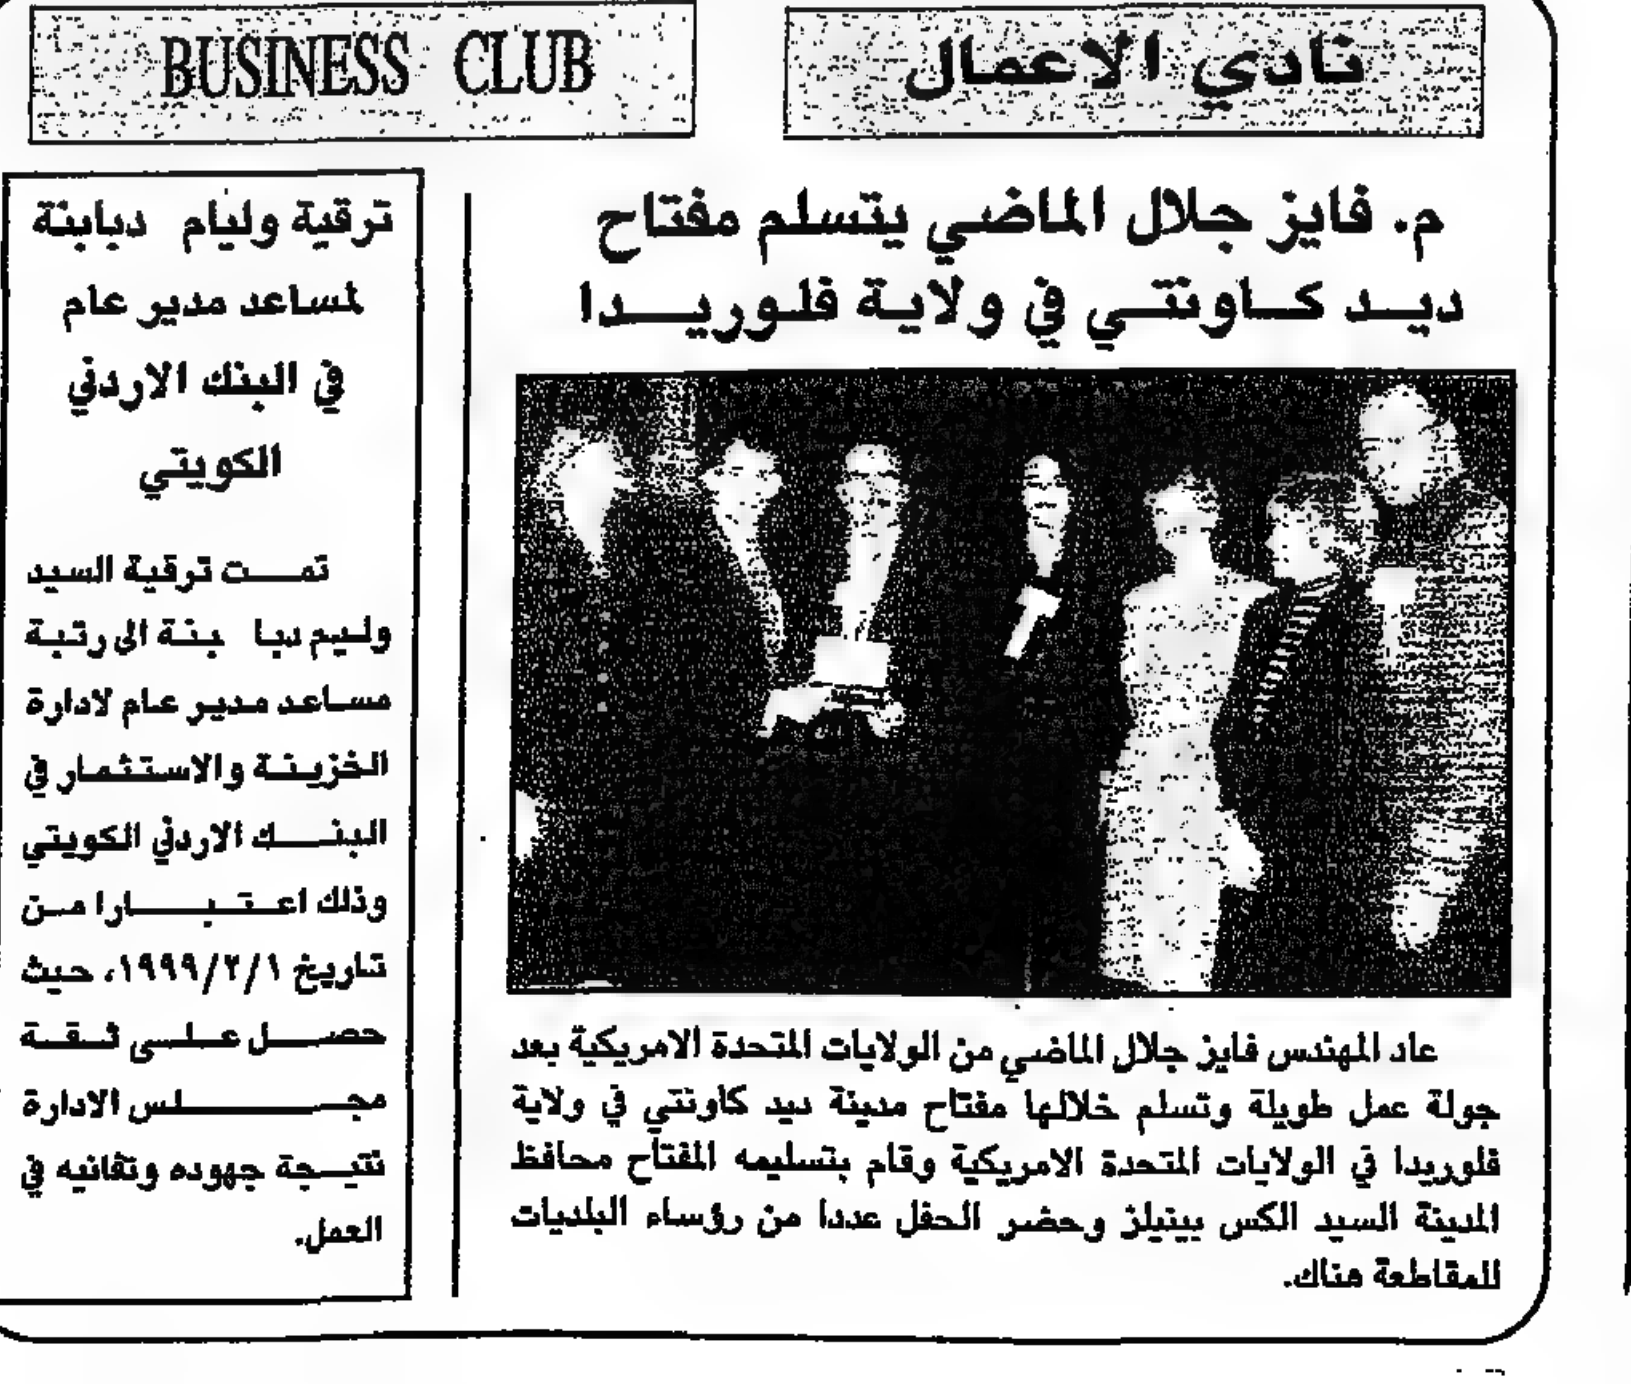 نادي الاعمال
BUSINESS CLUB
م. فايز جلال الماضي يتسلم مفتاح
ديد كاونتي في ولاية فلوريدا
عاد المهندس فايز جلال الماضي من الولايات المتحدة الامريكية بعد
جولة عمل طويلة وتسلم خلالها مفتاح مدينة ديد كاونتي في ولاية
فلوريدا في الولايات المتحدة الامريكية وقام بتسليمه المفتاح محافظ
المدينة السيد الكس بينيلز وحضر الحفل عددا من رؤساء البلديات
للمقاطعة هناك.
ترقية وليام دبابنة
لمساعد مدير عام
في البنك الاردني
الكويتي
تمت ترقية السيد
وليم دبا بنة الى رتبة
مساعد مدير عام لادارة
الخزينة والاستثمار في
البنك الاردني الكويتي
وذلك اعتبارا من
تاريخ ١٩٩٩/٢/١، حيث
حصل على ثقة
مجلس الادارة
نتيجة جهوده وتفانيه في
العمل.